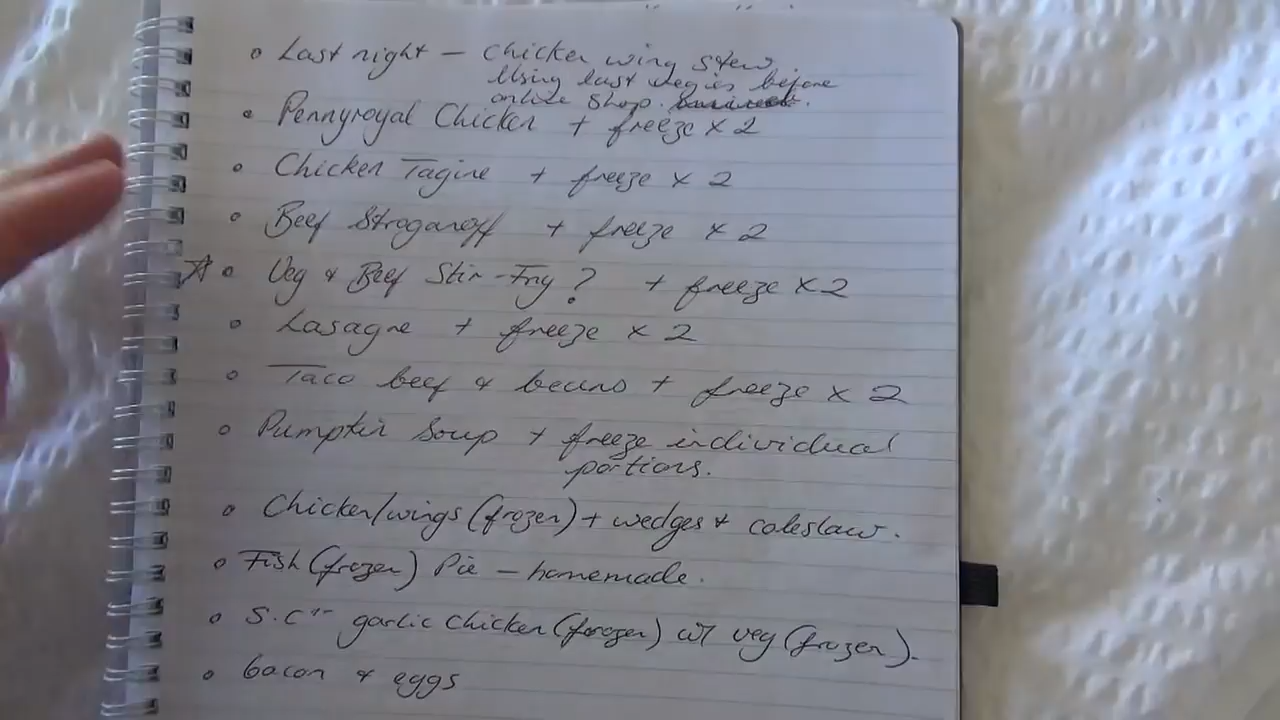 • Last night – Chicken wing stew.
Using last vegies before
online shop.
• Pennyroyal Chicken + freeze x 2
• Chicken Tagine + freeze x 2
• Beef Stroganoff + freeze x 2
☆ • Veg & Beef Stir-Fry? + freeze x 2
• Lasagne + freeze x 2
• Taco beef & beans + freeze x 2
• Pumpkin Soup + freeze individual
portions.
• Chicken/wings (frozen) + wedges & coleslaw.
• Fish (frozen) Pie – homemade.
• S.C garlic chicken (frozen) w/ veg (frozen).
• bacon & eggs